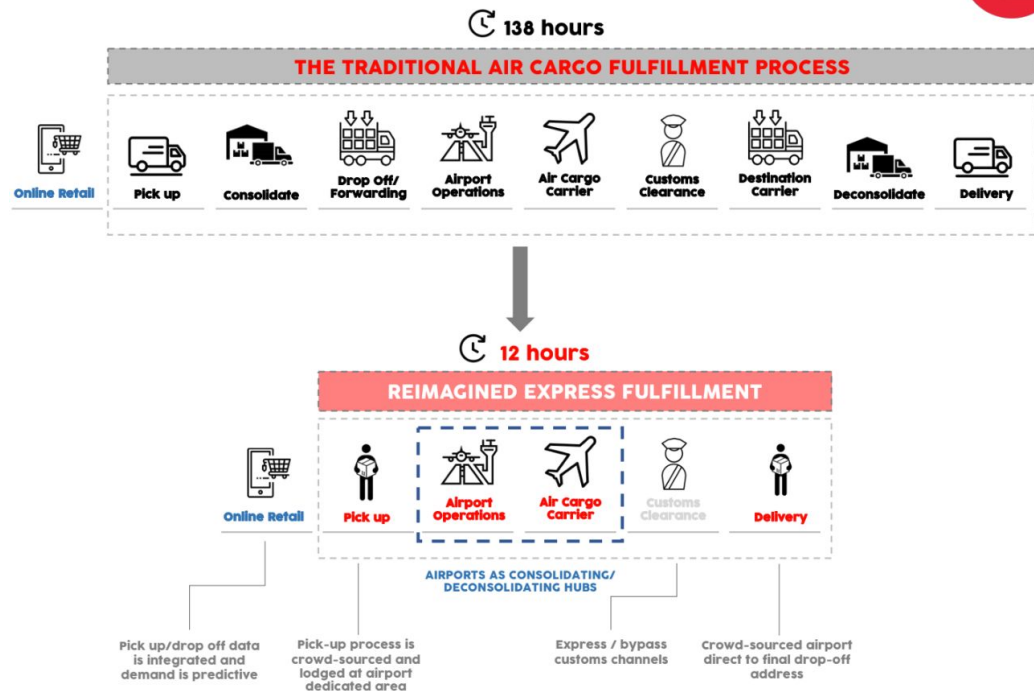 138 hours
THE TRADITIONAL AIR CARGO FULFILLMENT PROCESS
Online Retail
Pick up
Consolidate
Drop Off/
Forwarding
Airport
Operations
Air Cargo
Carrier
Customs
Clearance
Destination
Carrier
Deconsolidate
Delivery
12 hours
REIMAGINED EXPRESS FULFILLMENT
Online Retail
Pick up
Airport
Operations
Air Cargo
Carrier
Customs
Clearance
Delivery
AIRPORTS AS CONSOLIDATING/
DECONSOLIDATING HUBS
Pick up/drop off data
is integrated and
demand is predictive
Pick-up process is
crowd-sourced and
lodged at airport
dedicated area
Express / bypass
customs channels
Crowd-sourced airport
direct to final drop-off
address